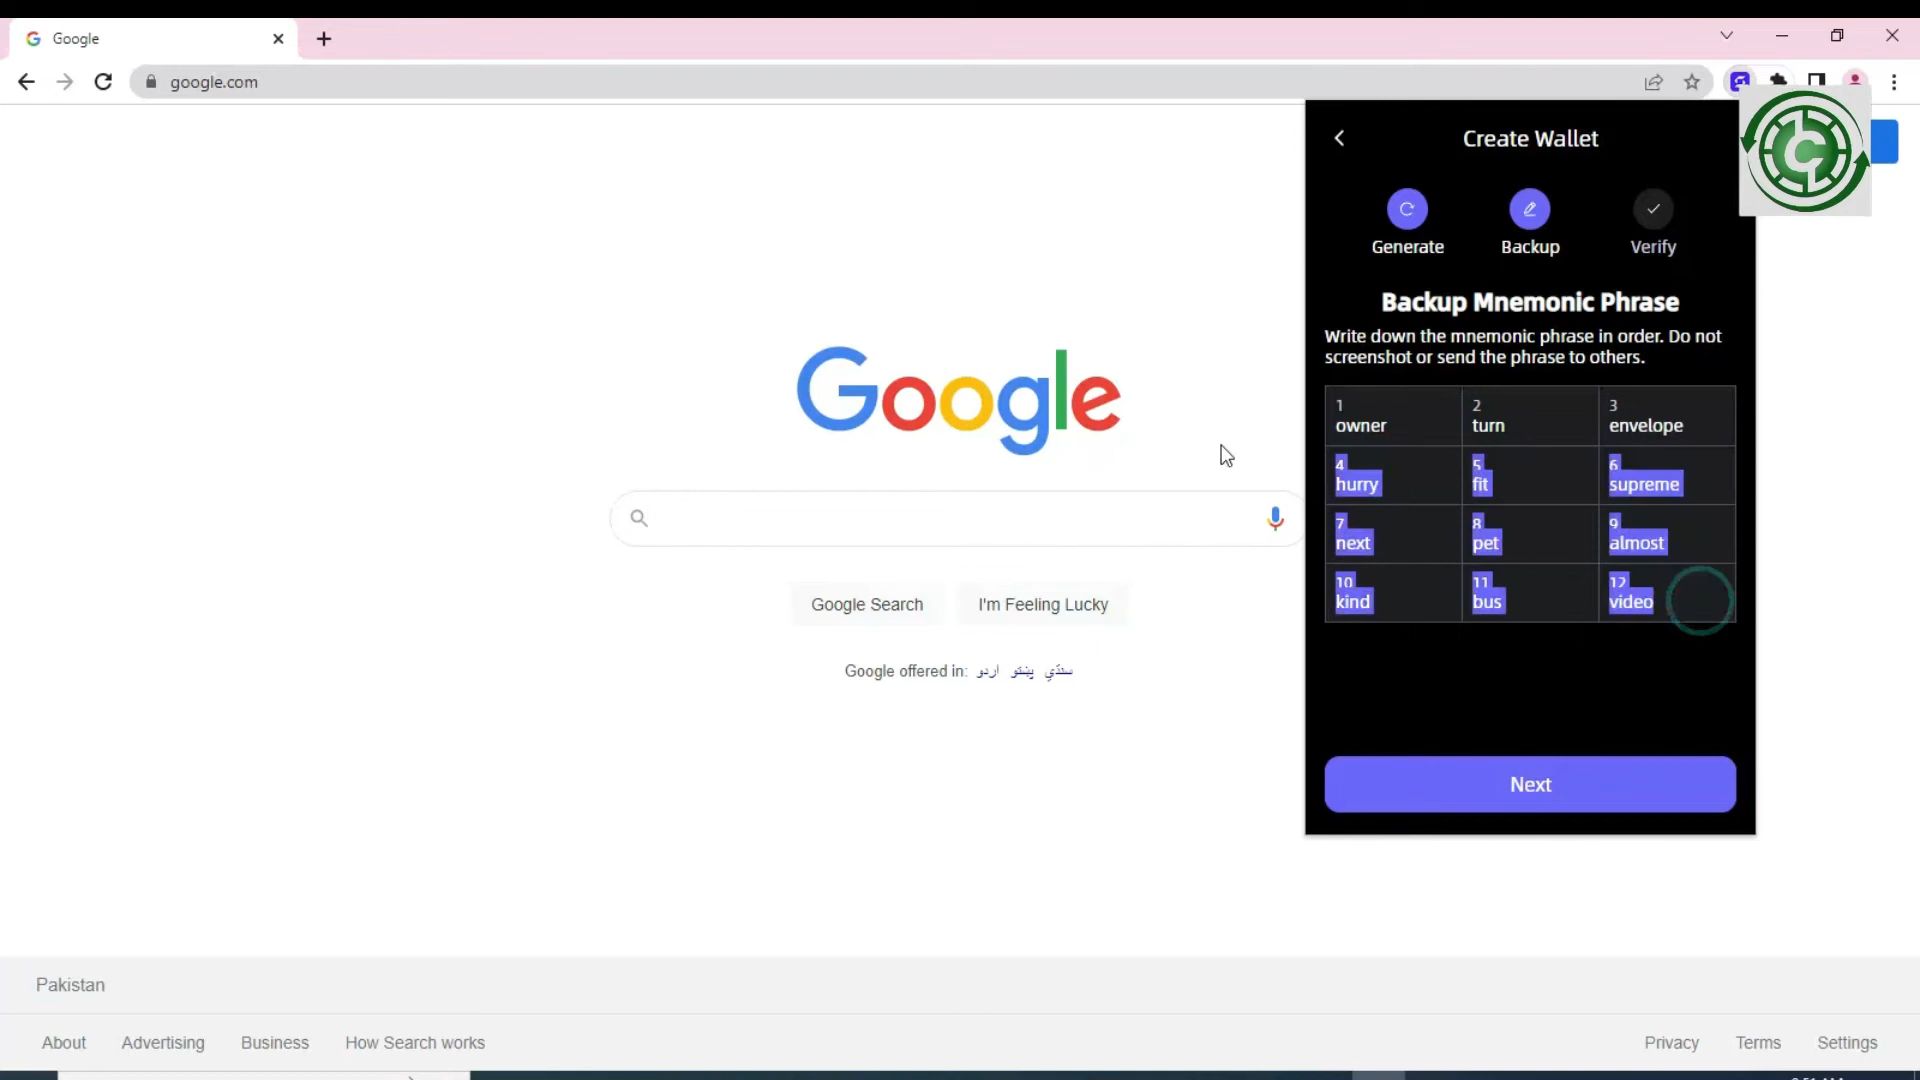 Google
google.com
Create Wallet
Generate Backup Verify
Backup Mnemonic Phrase
Write down the mnemonic phrase in order. Do not
screenshot or send the phrase to others.
1 2 3
owner turn envelope
4 5 6
hurry fit supreme
7 8 9
next pet almost
10 11 12
kind bus video
Next
Google
Google Search I'm Feeling Lucky
Google offered in: اردو پښتو سنڌي
Pakistan
About Advertising Business How Search works Privacy Terms Settings